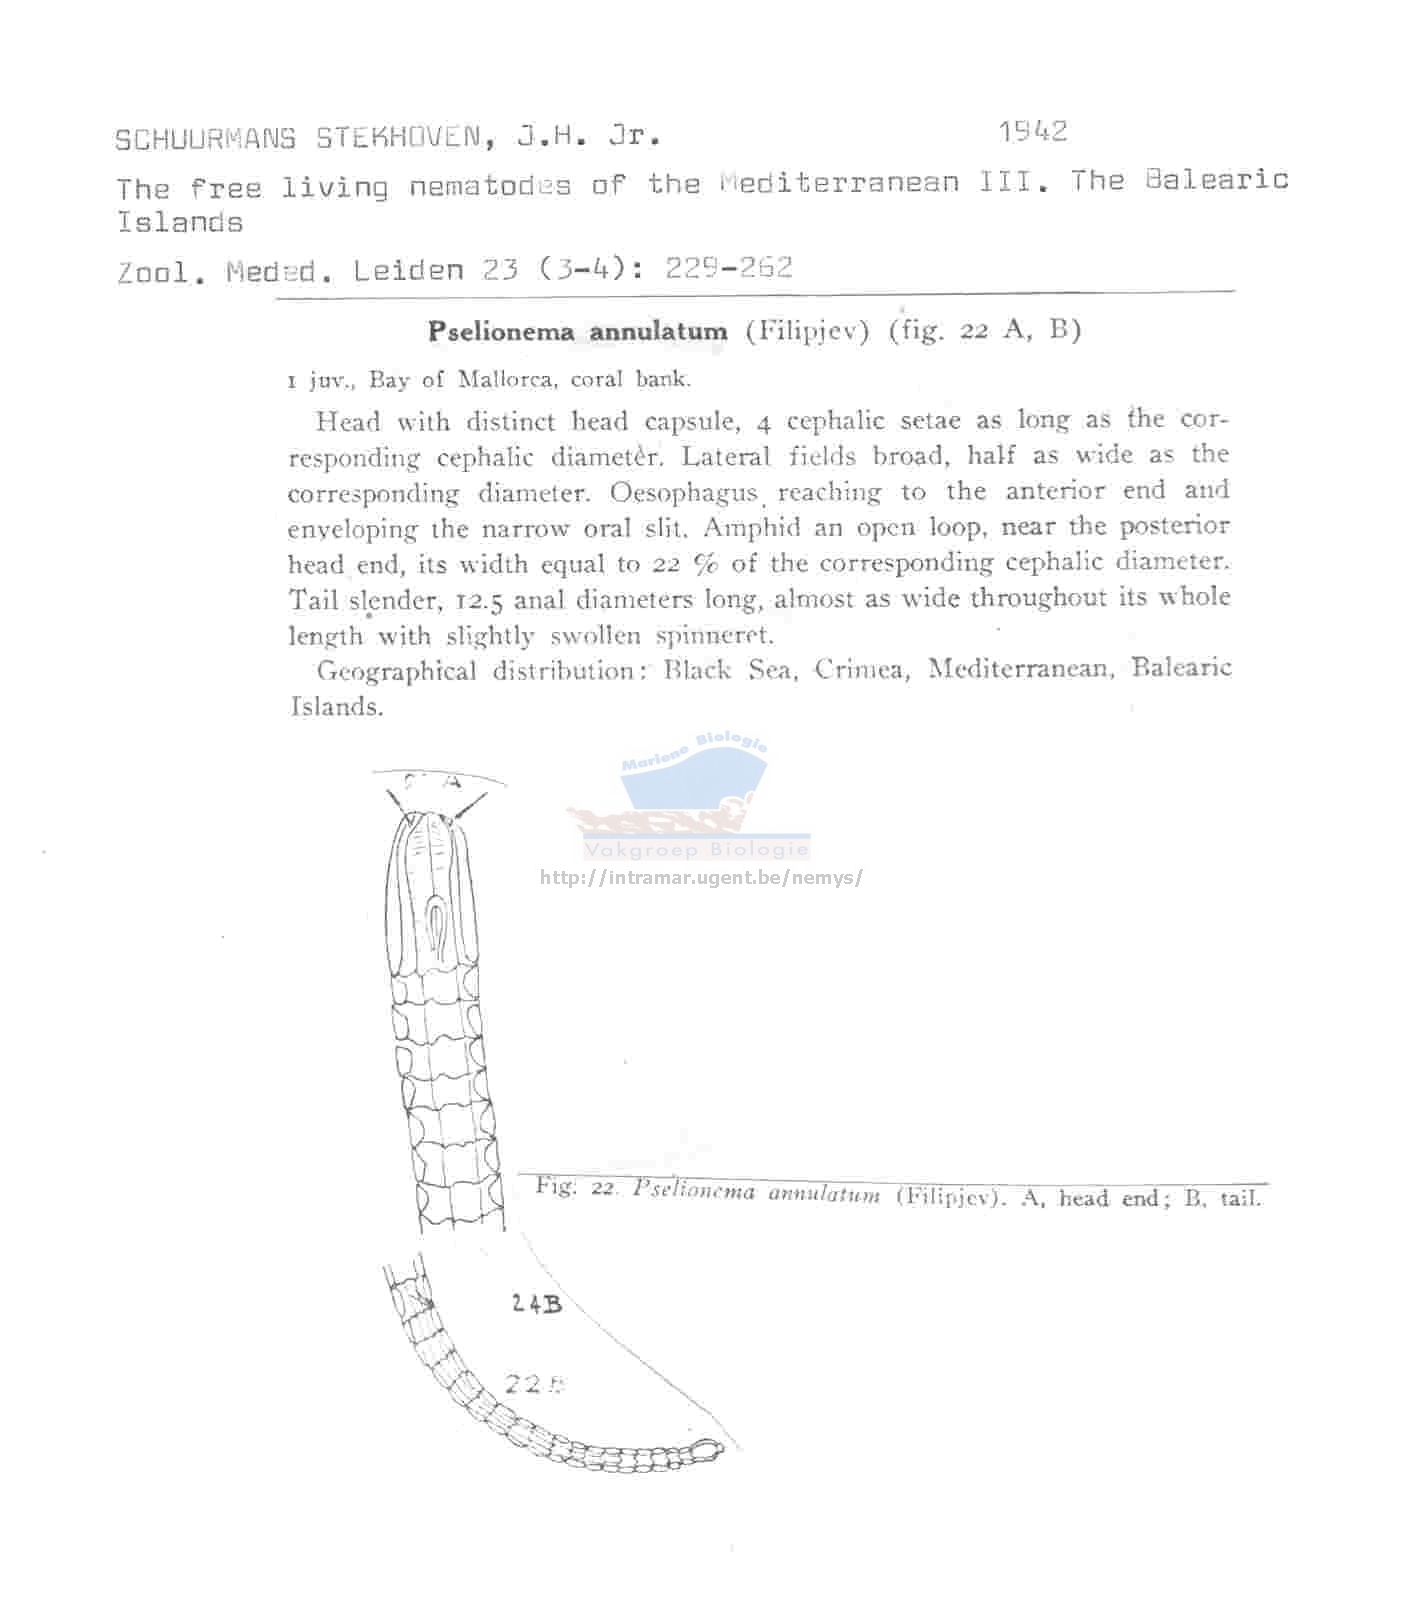 SCHUURMANS STEKHOVEN, J.H. Jr. 1942
The free living nematodes of the Mediterranean III. The Balearic
Islands
Zool. Meded. Leiden 23 (3-4): 229-262
Pselionema annulatum (Filipjev) (fig. 22 A, B)
1 juv., Bay of Mallorca, coral bank.
Head with distinct head capsule, 4 cephalic setae as long as the cor-
responding cephalic diameter. Lateral fields broad, half as wide as the
corresponding diameter. Oesophagus reaching to the anterior end and
enveloping the narrow oral slit. Amphid an open loop, near the posterior
head end, its width equal to 22 % of the corresponding cephalic diameter.
Tail slender, 12.5 anal diameters long, almost as wide throughout its whole
length with slightly swollen spinneret.
Geographical distribution: Black Sea, Crimea, Mediterranean, Balearic
Islands.
Mariene Biologie
Vakgroep Biologie
http://intramar.ugent.be/nemys/
A
Fig. 22. Pselionema annulatum (Filipjev). A, head end; B, tail.
24B
22B